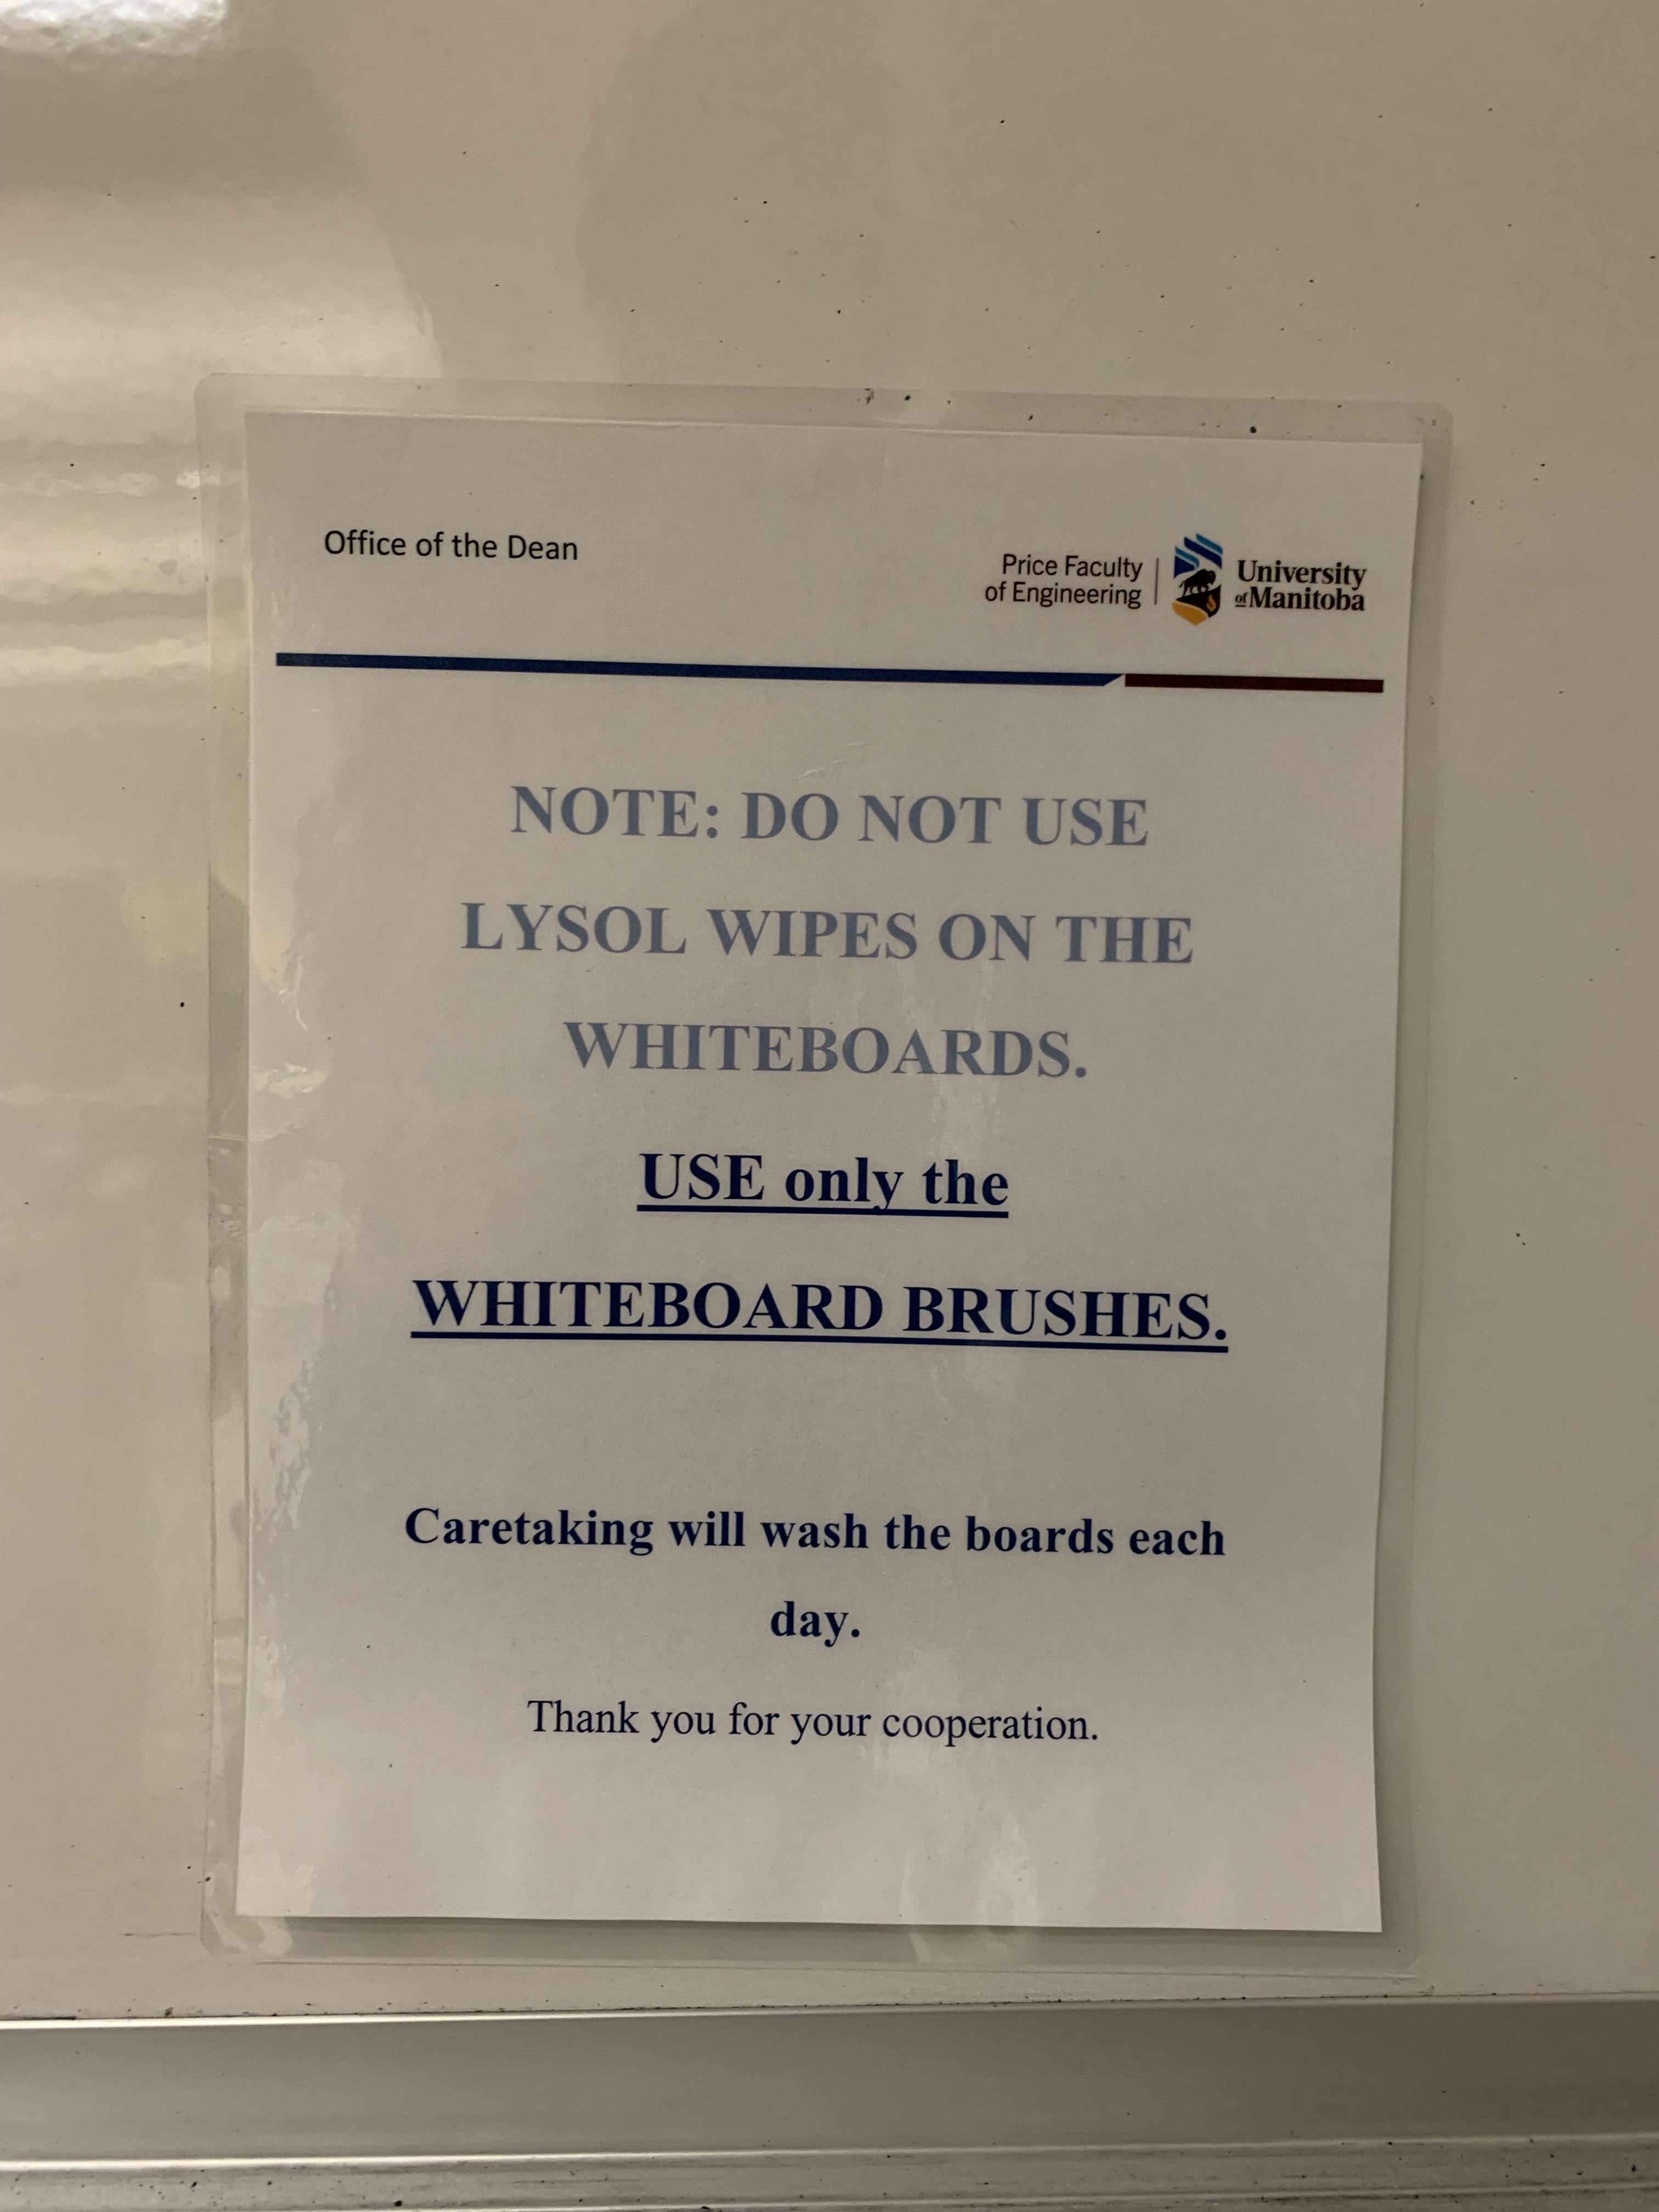 Office of the Dean
Price Faculty
of Engineering
University
of Manitoba
NOTE: DO NOT USE
LYSOL WIPES ON THE
WHITEBOARDS.
USE only the
WHITEBOARD BRUSHES.
Caretaking will wash the boards each
day.
Thank you for your cooperation.